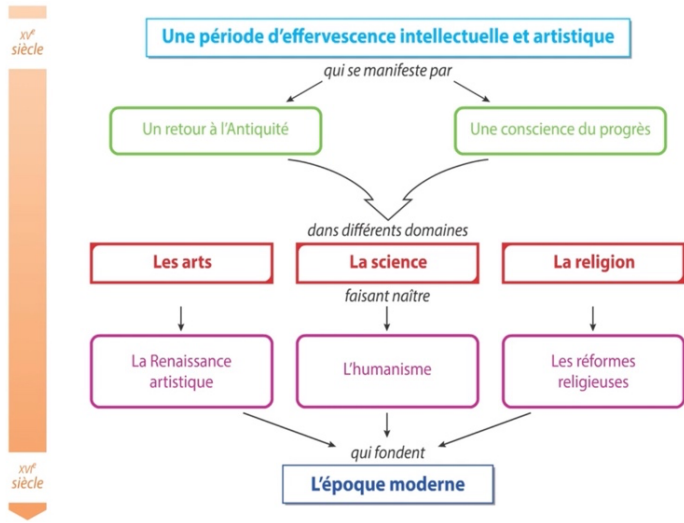 XVe
siècle
Une période d'effervescence intellectuelle et artistique
qui se manifeste par
Un retour à l'Antiquité
Une conscience du progrès
dans différents domaines
Les arts
La science
La religion
faisant naître
La Renaissance
artistique
L'humanisme
Les réformes
religieuses
qui fondent
L'époque moderne
XVIe
siècle